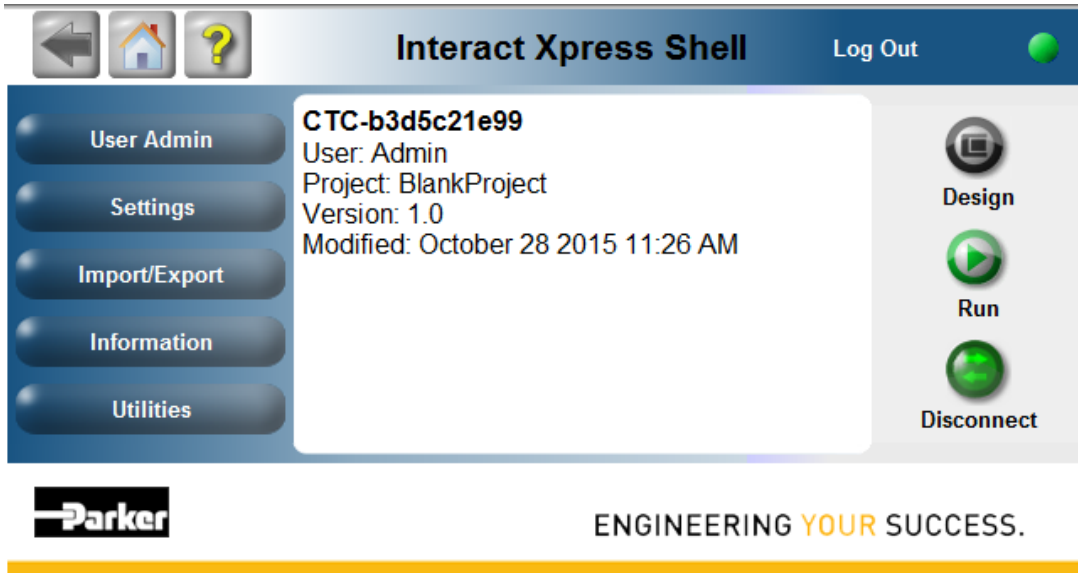 Interact Xpress Shell
Log Out
User Admin
Settings
Import/Export
Information
Utilities
CTC-b3d5c21e99
User: Admin
Project: BlankProject
Version: 1.0
Modified: October 28 2015 11:26 AM
Design
Run
Disconnect
Parker
ENGINEERING YOUR SUCCESS.